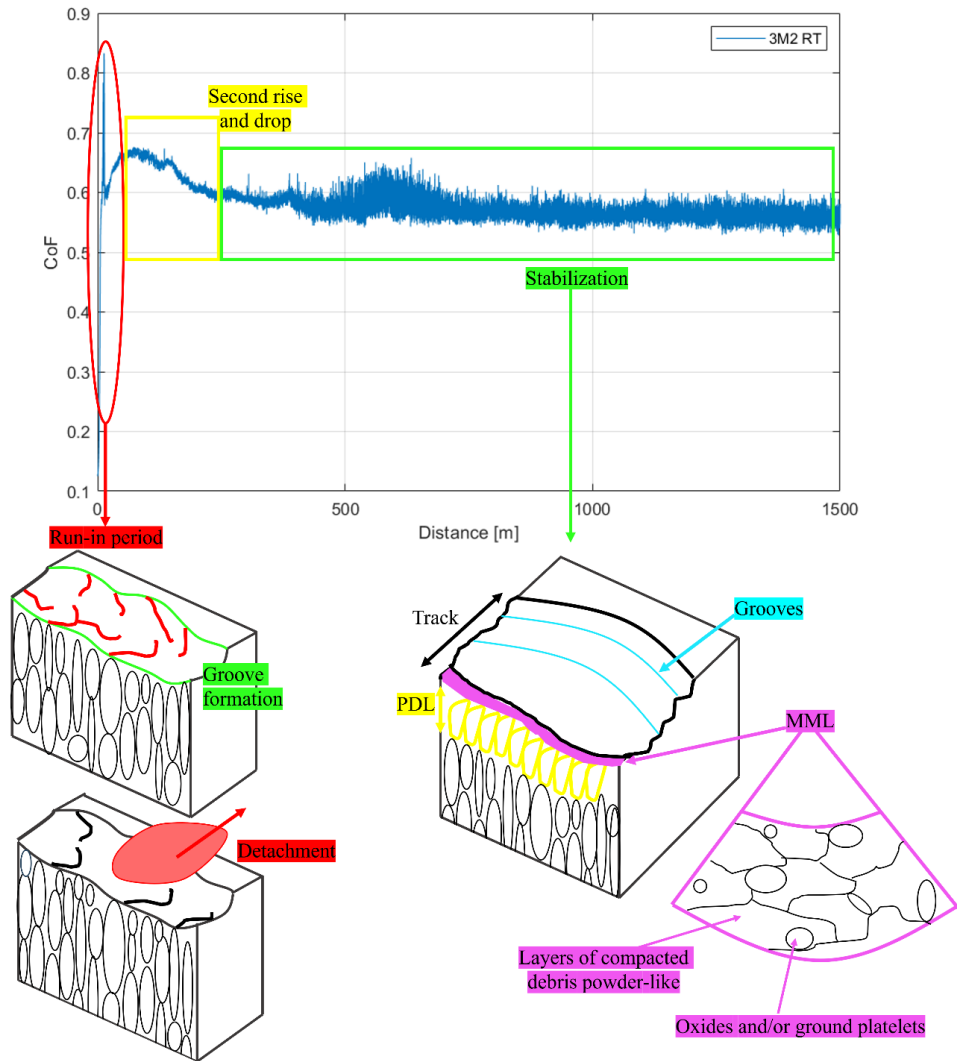 0.9
0.8
0.7
0.6
0.5
0.4
0.3
0.2
0.1
CoF
3M2 RT
Second rise
and drop
Stabilization
0
500
1000
1500
Distance [m]
Run-in period
Groove
formation
Detachment
Track
PDL
Grooves
MML
Layers of compacted
debris powder-like
Oxides and/or ground platelets